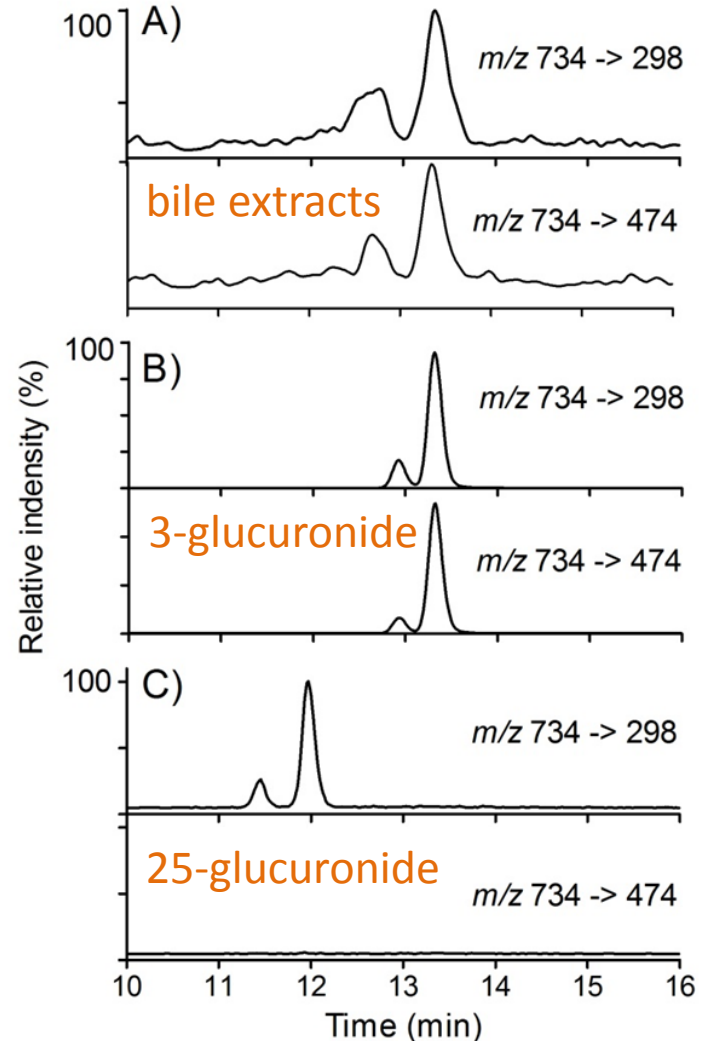 100
A)
m/z 734 -> 298
bile extracts
m/z 734 -> 474
100
B)
m/z 734 -> 298
3-glucuronide
m/z 734 -> 474
Relative indensity (%)
100
C)
m/z 734 -> 298
25-glucuronide
m/z 734 -> 474
10 11 12 13 14 15 16
Time (min)